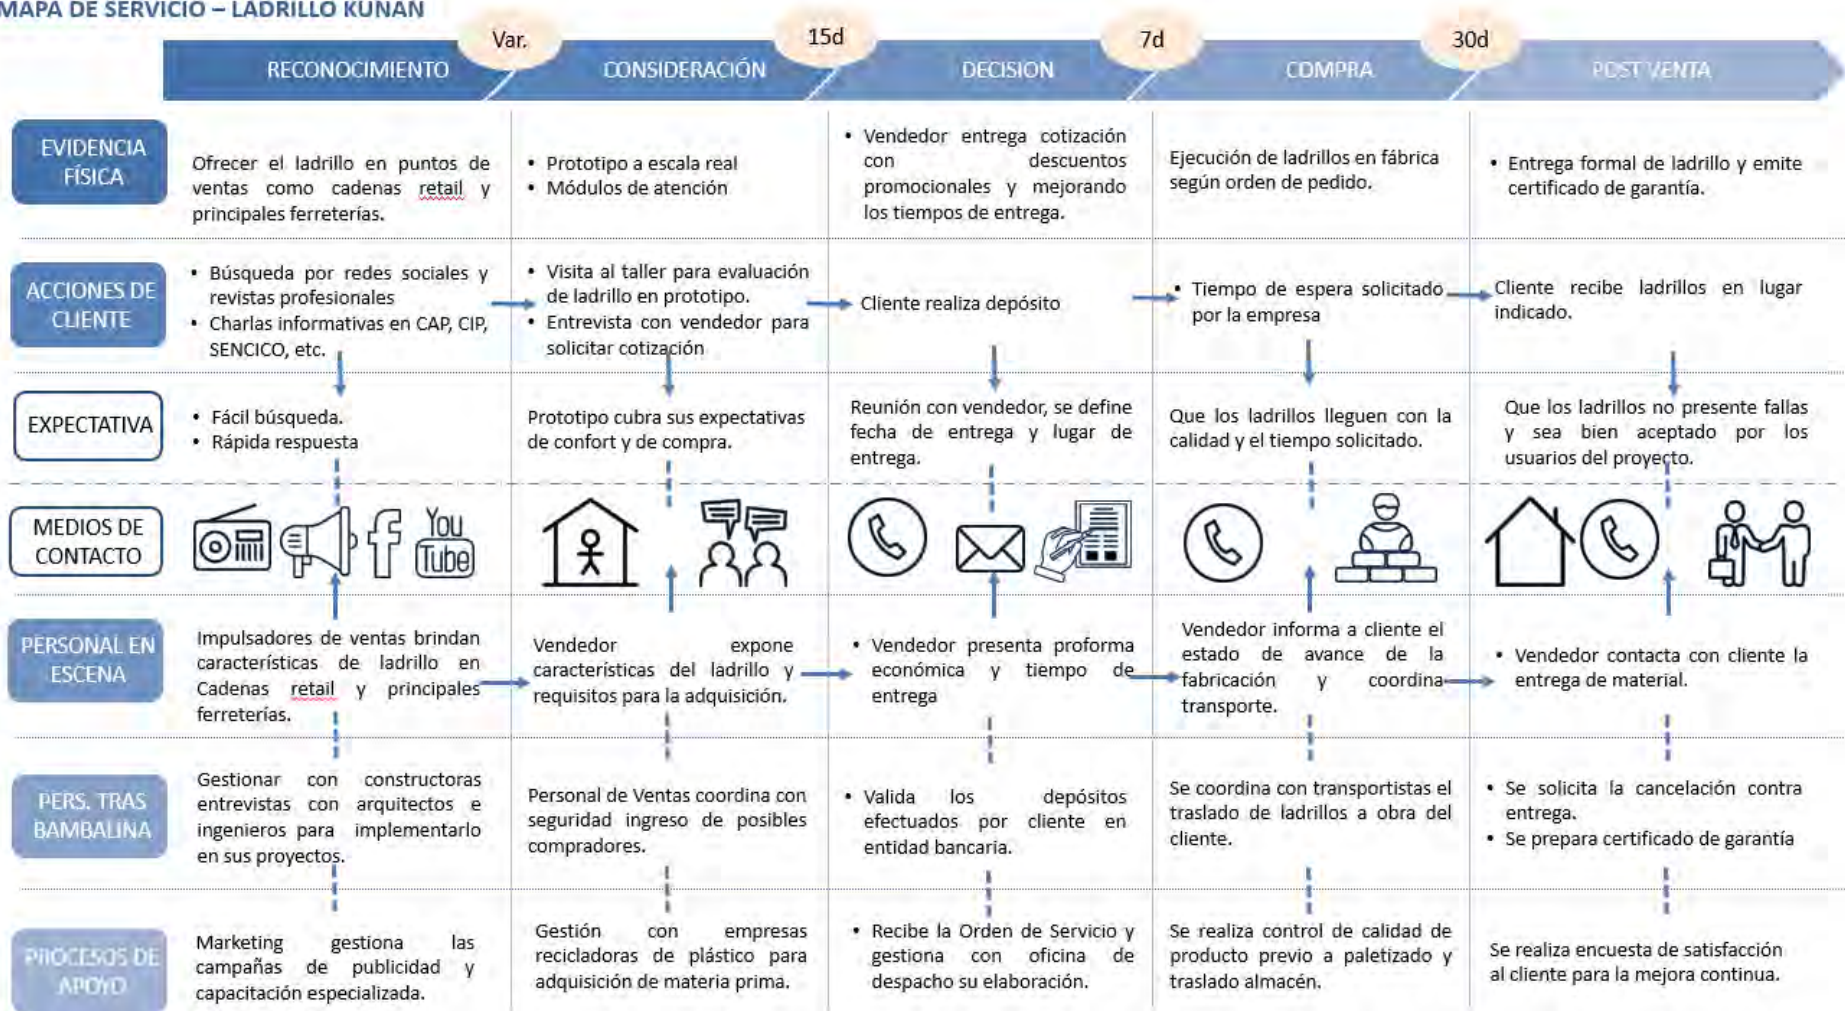 MAPA DE SERVICIO – LADRILLO KUNAN
Var.
15d
7d
30d
RECONOCIMIENTO
CONSIDERACIÓN
DECISION
COMPRA
POST VENTA
EVIDENCIA
FÍSICA
Ofrecer el ladrillo en puntos de
ventas como cadenas retail y
principales ferreterías.
• Prototipo a escala real
• Módulos de atención
• Vendedor entrega cotización
con descuentos
promocionales y mejorando
los tiempos de entrega.
Ejecución de ladrillos en fábrica
según orden de pedido.
• Entrega formal de ladrillo y emite
certificado de garantía.
ACCIONES DE
CLIENTE
• Búsqueda por redes sociales y
revistas profesionales
• Charlas informativas en CAP, CIP,
SENCICO, etc.
• Visita al taller para evaluación
de ladrillo en prototipo.
• Entrevista con vendedor para
solicitar cotización
Cliente realiza depósito
• Tiempo de espera solicitado
por la empresa
Cliente recibe ladrillos en lugar
indicado.
EXPECTATIVA
• Fácil búsqueda.
• Rápida respuesta
Prototipo cubra sus expectativas
de confort y de compra.
Reunión con vendedor, se define
fecha de entrega y lugar de
entrega.
Que los ladrillos lleguen con la
calidad y el tiempo solicitado.
Que los ladrillos no presente fallas
y sea bien aceptado por los
usuarios del proyecto.
MEDIOS DE
CONTACTO
You
Tube
PERSONAL EN
ESCENA
Impulsadores de ventas brindan
características de ladrillo en
Cadenas retail y principales
ferreterías.
Vendedor expone
características del ladrillo y
requisitos para la adquisición.
• Vendedor presenta proforma
económica y tiempo de
entrega
Vendedor informa a cliente el
estado de avance de la
fabricación y coordina
transporte.
• Vendedor contacta con cliente la
entrega de material.
PERS. TRAS
BAMBALINA
Gestionar con constructoras
entrevistas con arquitectos e
ingenieros para implementarlo
en sus proyectos.
Personal de Ventas coordina con
seguridad ingreso de posibles
compradores.
• Valida los depósitos
efectuados por cliente en
entidad bancaria.
Se coordina con transportistas el
traslado de ladrillos a obra del
cliente.
• Se solicita la cancelación contra
entrega.
• Se prepara certificado de garantía
PROCESOS DE
APOYO
Marketing gestiona las
campañas de publicidad y
capacitación especializada.
Gestión con empresas
recicladoras de plástico para
adquisición de materia prima.
• Recibe la Orden de Servicio y
gestiona con oficina de
despacho su elaboración.
Se realiza control de calidad de
producto previo a paletizado y
traslado almacén.
Se realiza encuesta de satisfacción
al cliente para la mejora continua.